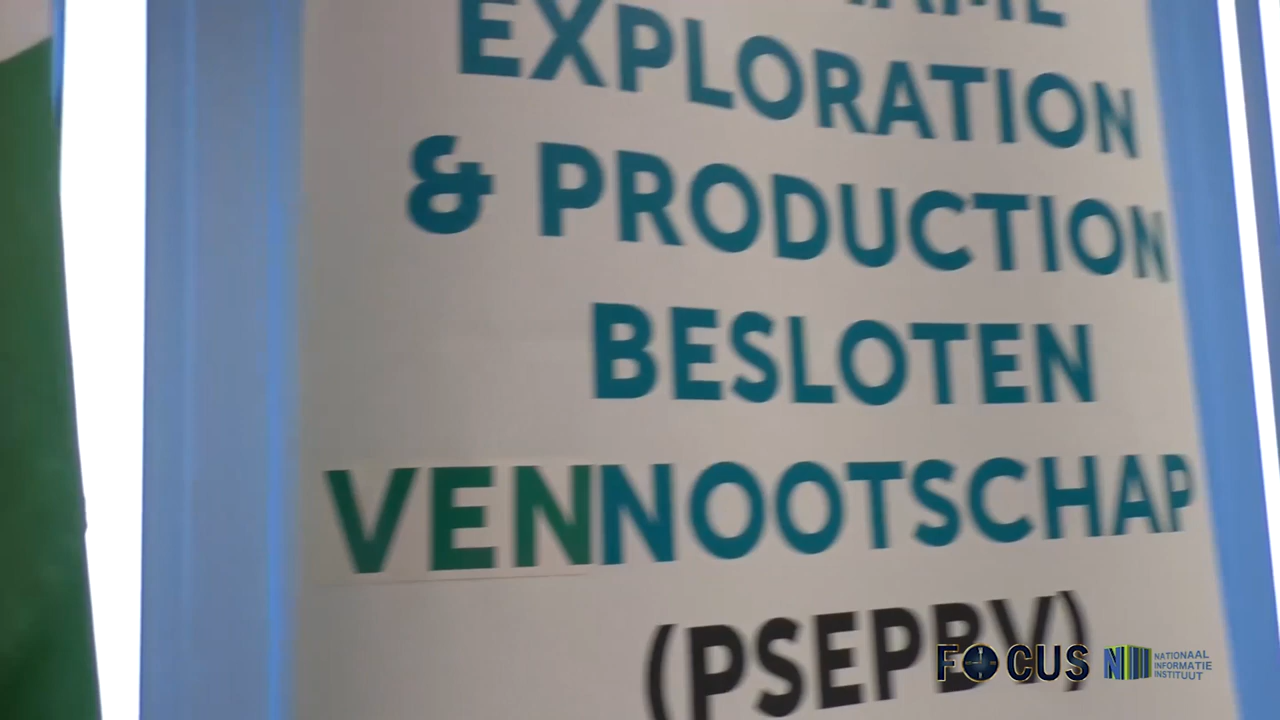 EXPLORATION
& PRODUCTION
BESLOTEN
VENNOOTSCHAP
(PSEPBV)
FOCUS
NATIONAAL
INFORMATIE
INSTITUUT